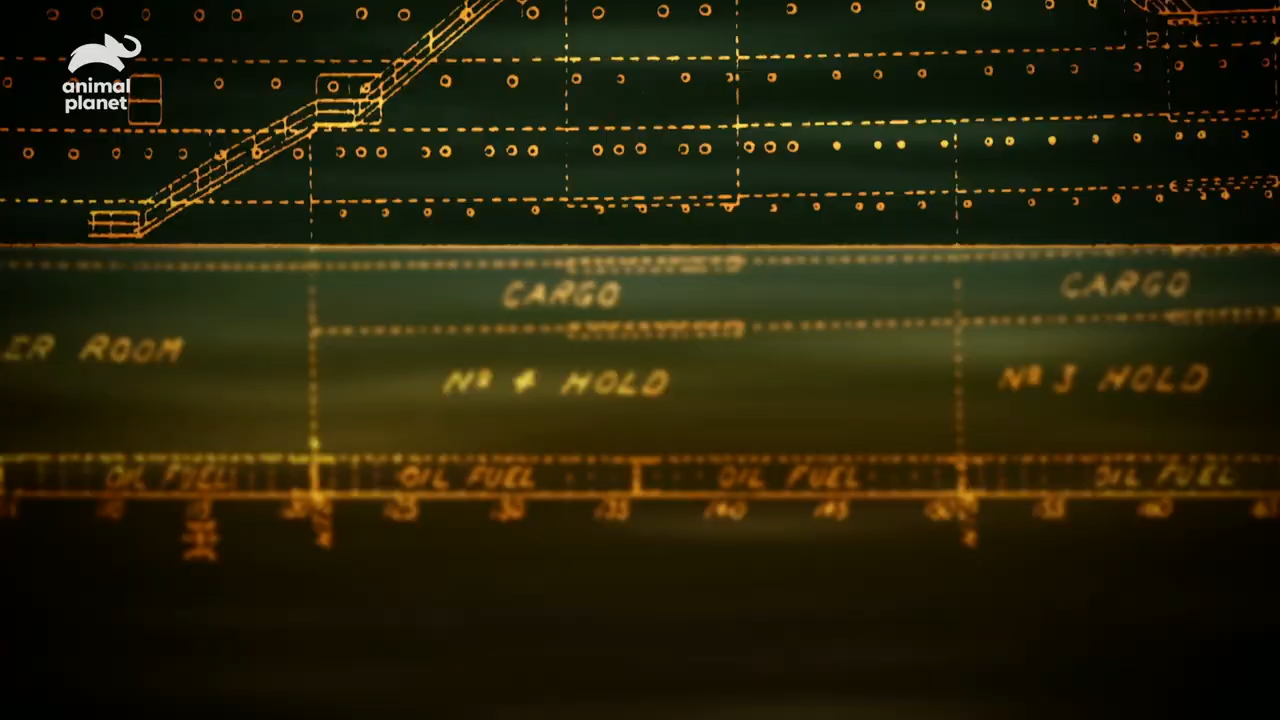 animal
planet
CARGO
CARGO
ER ROOM
Nº 4 HOLD
Nº 3 HOLD
OIL FUEL
OIL FUEL
OIL FUEL
OIL FUEL